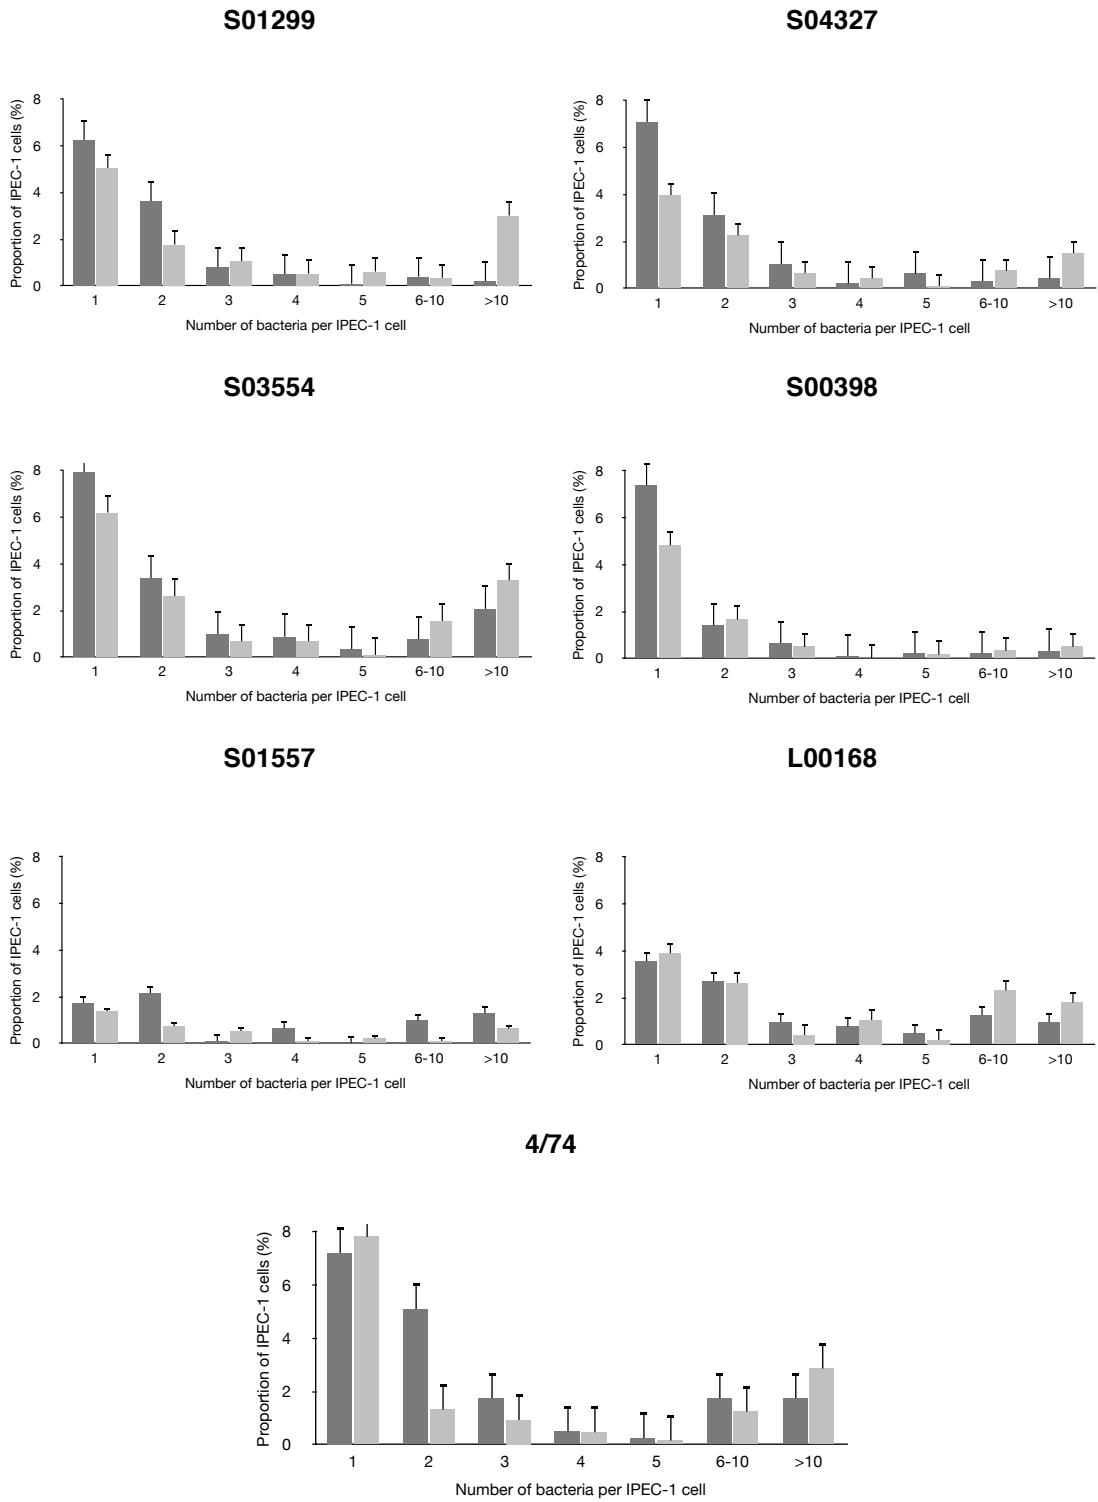 S01299
S04327
Proportion of IPEC-1 cells (%)
8
6
4
2
0
1 2 3 4 5 6-10 >10
Number of bacteria per IPEC-1 cell
Proportion of IPEC-1 cells (%)
8
6
4
2
0
1 2 3 4 5 6-10 >10
Number of bacteria per IPEC-1 cell
S03554
S00398
Proportion of IPEC-1 cells (%)
8
6
4
2
0
1 2 3 4 5 6-10 >10
Number of bacteria per IPEC-1 cell
Proportion of IPEC-1 cells (%)
8
6
4
2
0
1 2 3 4 5 6-10 >10
Number of bacteria per IPEC-1 cell
S01557
L00168
Proportion of IPEC-1 cells (%)
8
6
4
2
0
1 2 3 4 5 6-10 >10
Number of bacteria per IPEC-1 cell
Proportion of IPEC-1 cells (%)
8
6
4
2
0
1 2 3 4 5 6-10 >10
Number of bacteria per IPEC-1 cell
4/74
Proportion of IPEC-1 cells (%)
8
6
4
2
0
1 2 3 4 5 6-10 >10
Number of bacteria per IPEC-1 cell